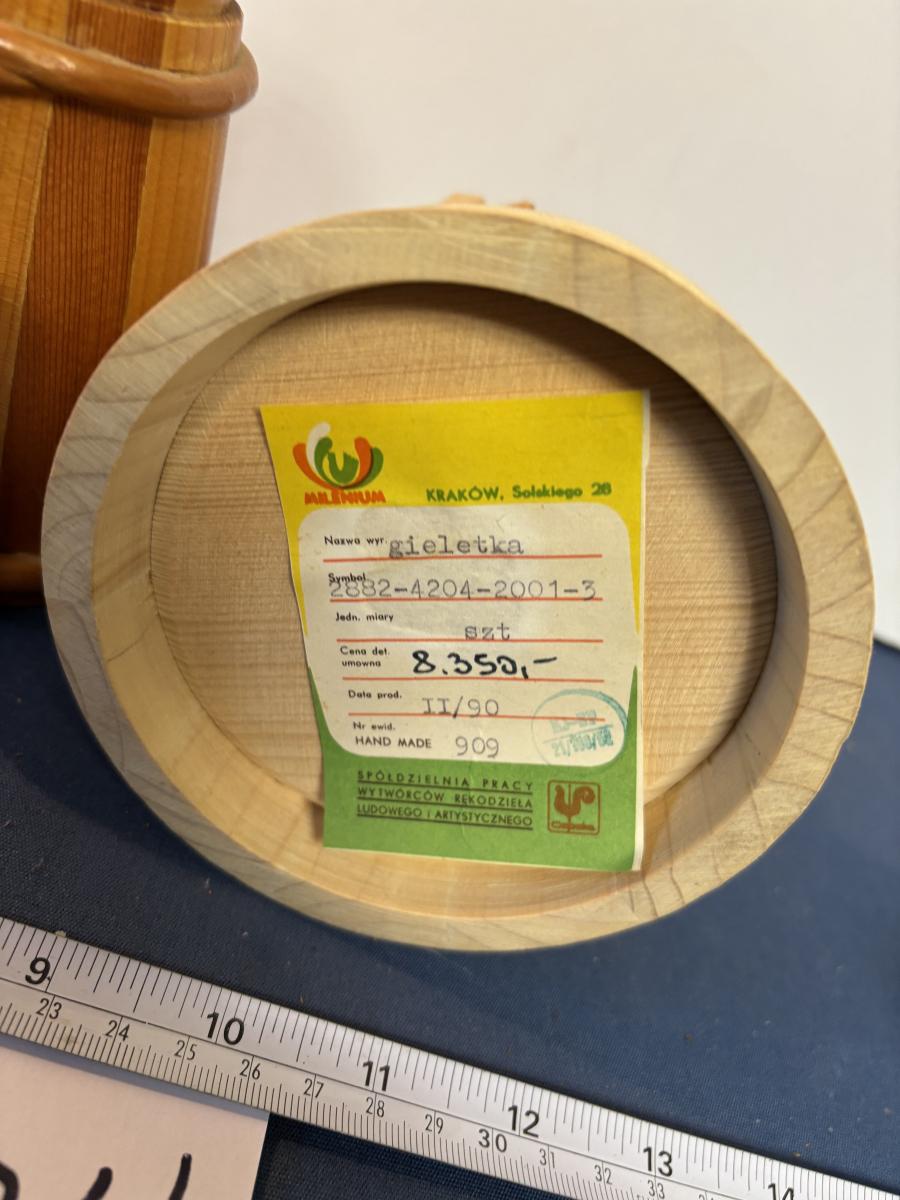 MILENIUM
KRAKÓW, Solskiego 28
Nazwa wyr. gieletka
Symbol 2882-4204-2001-3
Jedn. miary szt
Cena det. umowna 8.350,-
Data prod. II/90
Nr ewid.
HAND MADE 909
SPÓŁDZIELNIA PRACY
WYTWÓRCÓW RĘKODZIEŁA
LUDOWEGO i ARTYSTYCZNEGO
Cepelia
9 10 11 12 13 14
23 24 25 26 27 28 29 30 31 32 33